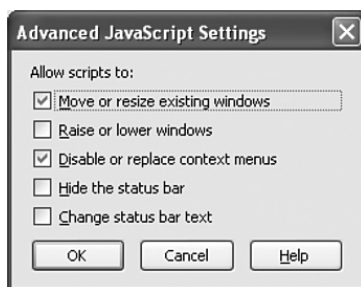 Advanced JavaScript Settings
Allow scripts to:
Move or resize existing windows
Raise or lower windows
Disable or replace context menus
Hide the status bar
Change status bar text
OK Cancel Help